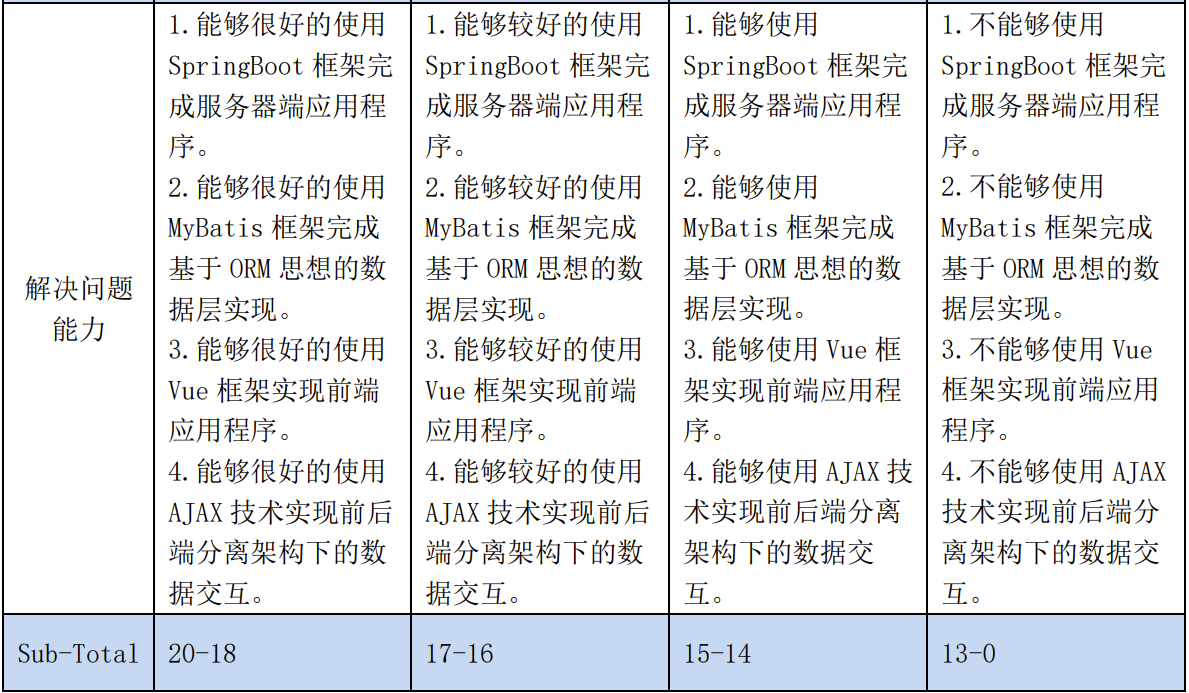 解决问题
能力
1.能够很好的使用
SpringBoot 框架完
成服务器端应用程
序。
2.能够很好的使用
MyBatis 框架完成
基于 ORM 思想的数
据层实现。
3.能够很好的使用
Vue 框架实现前端
应用程序。
4.能够很好的使用
AJAX 技术实现前后
端分离架构下的数
据交互。
1.能够较好的使用
SpringBoot 框架完
成服务器端应用程
序。
2.能够较好的使用
MyBatis 框架完成
基于 ORM 思想的数
据层实现。
3.能够较好的使用
Vue 框架实现前端
应用程序。
4.能够较好的使用
AJAX 技术实现前后
端分离架构下的数
据交互。
1.能够使用
SpringBoot 框架完
成服务器端应用程
序。
2.能够使用
MyBatis 框架完成
基于 ORM 思想的数
据层实现。
3.能够使用 Vue 框
架实现前端应用程
序。
4.能够使用 AJAX 技
术实现前后端分离
架构下的数据交
互。
1.不能够使用
SpringBoot 框架完
成服务器端应用程
序。
2.不能够使用
MyBatis 框架完成
基于 ORM 思想的数
据层实现。
3.不能够使用 Vue
框架实现前端应用
程序。
4.不能够使用 AJAX
技术实现前后端分
离架构下的数据交
互。
Sub-Total
20-18
17-16
15-14
13-0